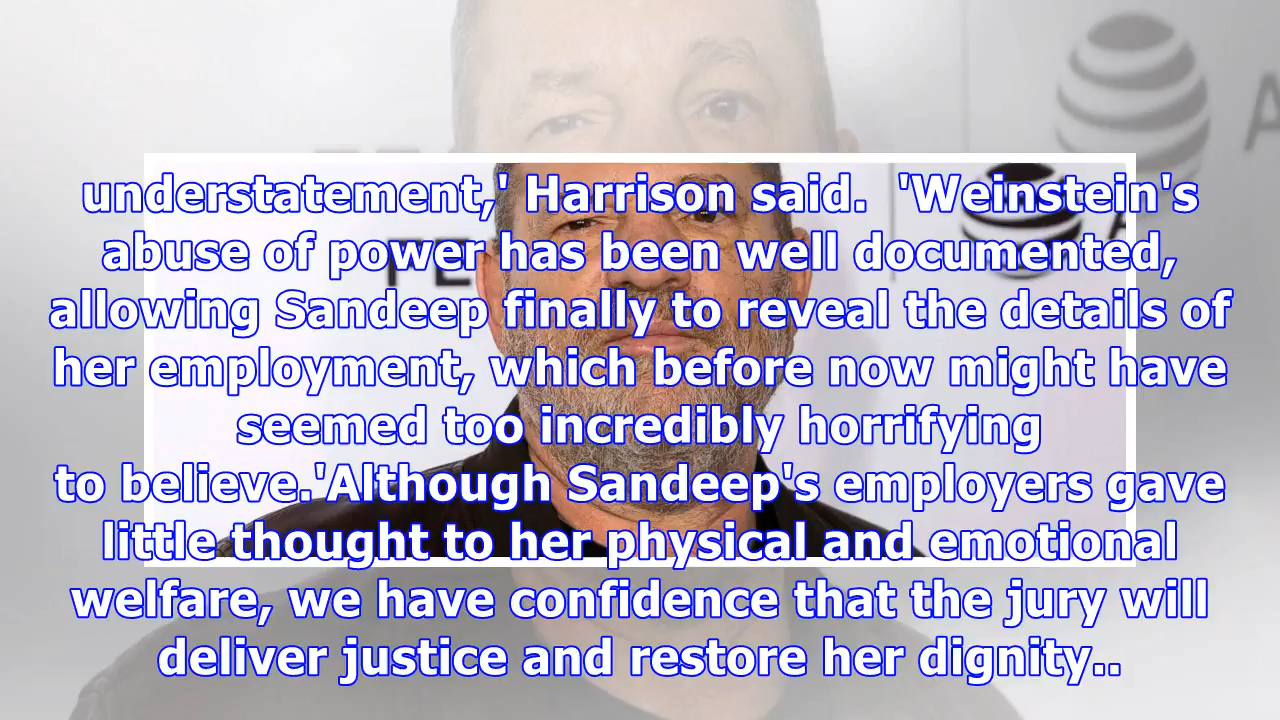 understatement,' Harrison said.  'Weinstein's
abuse of power has been well documented,
allowing Sandeep finally to reveal the details of
her employment, which before now might have
seemed too incredibly horrifying
to believe.'Although Sandeep's employers gave
little thought to her physical and emotional
welfare, we have confidence that the jury will
deliver justice and restore her dignity..